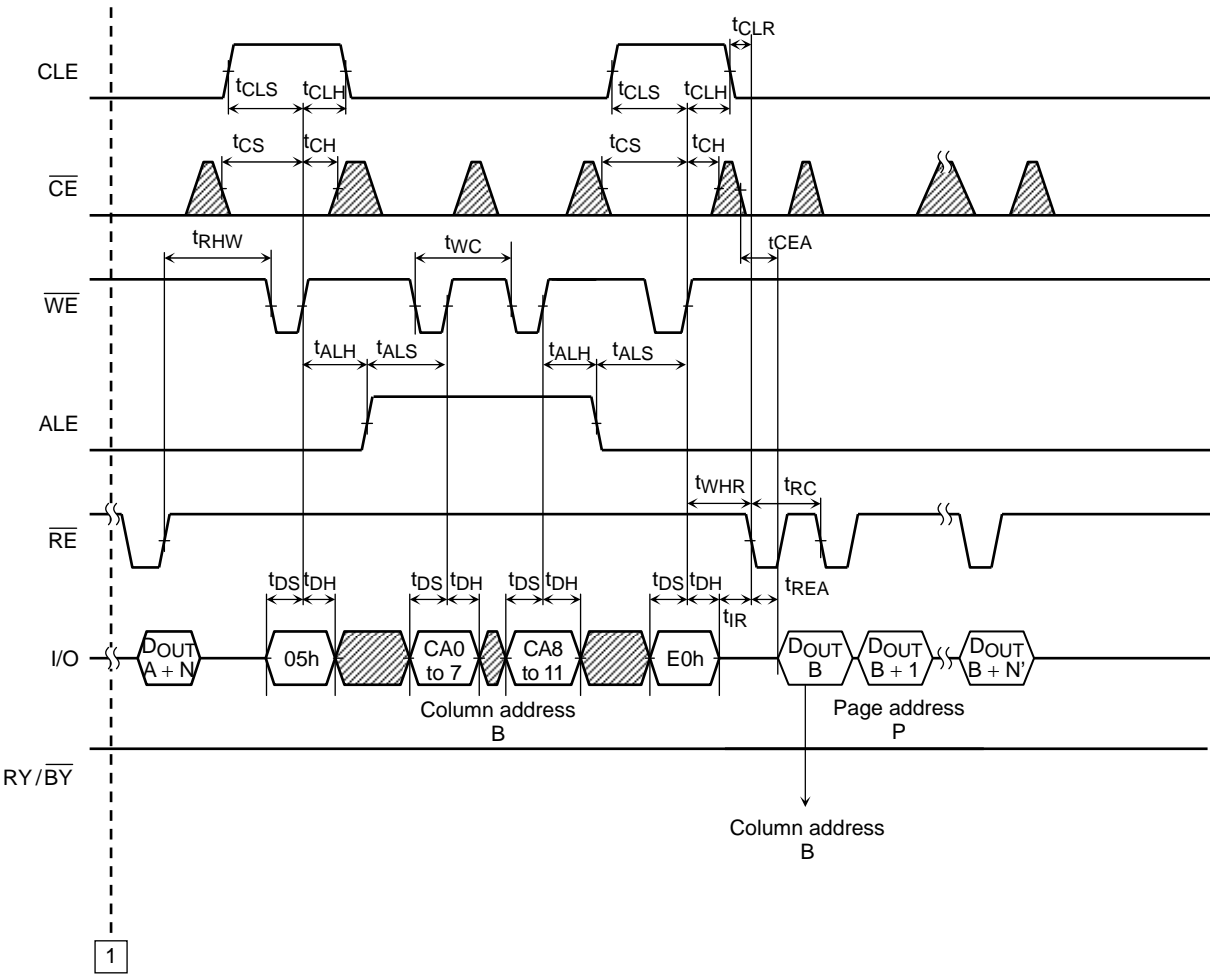 tCLR
CLE
tCLS tCLH tCLS tCLH
tCS tCH tCS tCH
CE
tRHW tWC tCEA
WE
tALH tALS tALH tALS
ALE
tWHR tRC
RE
tDS tDH tDS tDH tDS tDH tDS tDH tREA
tIR
I/O
DOUT
A + N
05h
CA0
to 7
CA8
to 11
E0h
DOUT
B
DOUT
B + 1
DOUT
B + N'
Column address
B
Page address
P
RY/BY
Column address
B
1